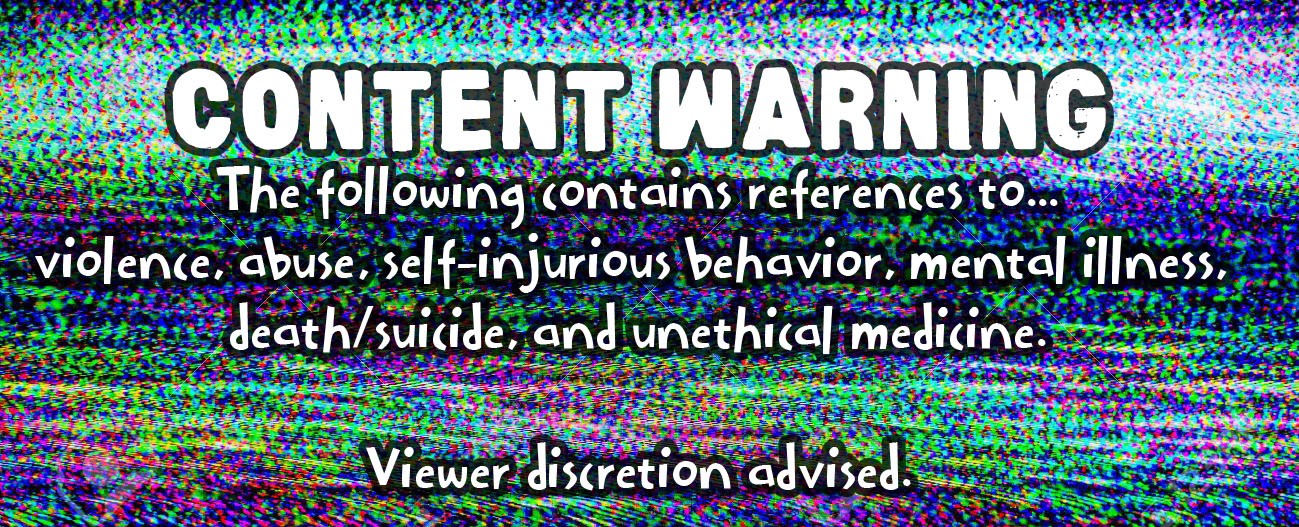 CONTENT WARNING
The following contains references to...
violence, abuse, self-injurious behavior, mental illness,
death/suicide, and unethical medicine.
Viewer discretion advised.